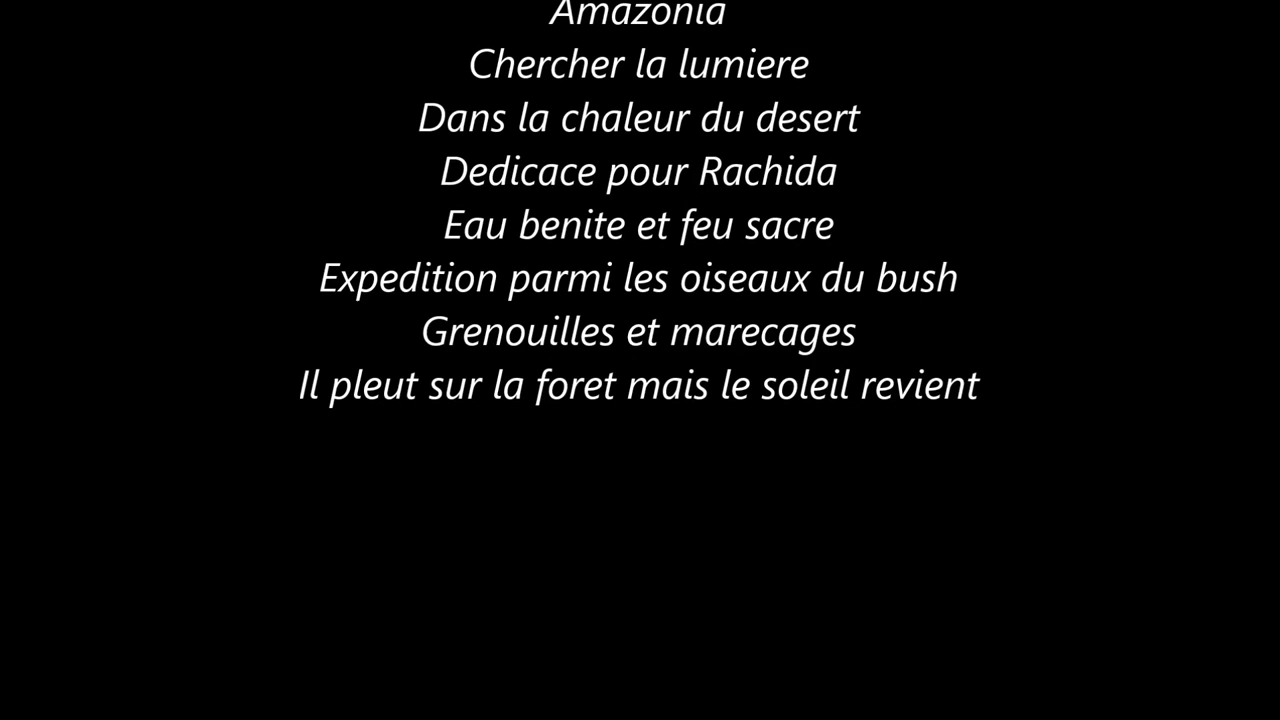 Amazonia
Chercher la lumiere
Dans la chaleur du desert
Dedicace pour Rachida
Eau benite et feu sacre
Expedition parmi les oiseaux du bush
Grenouilles et marecages
Il pleut sur la foret mais le soleil revient